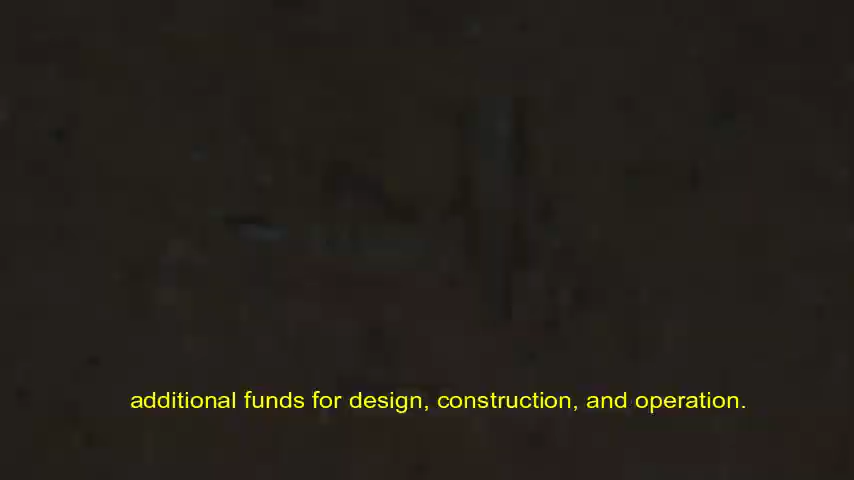 additional funds for design, construction, and operation.